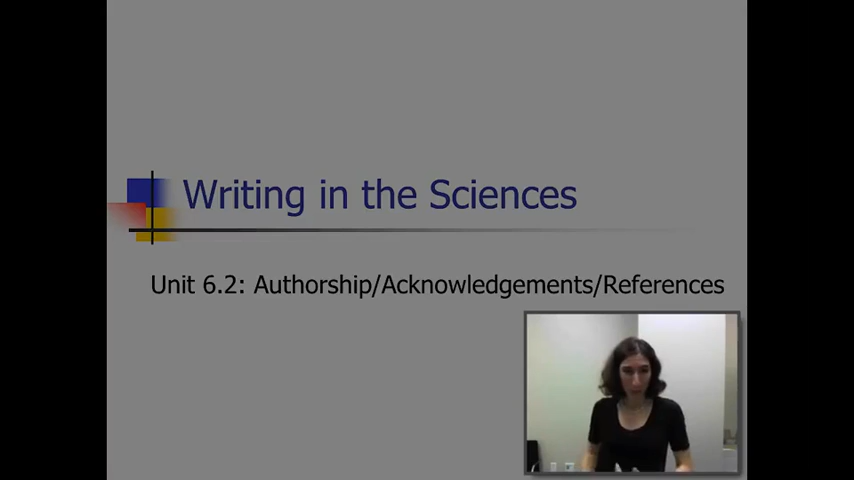 Writing in the Sciences
Unit 6.2: Authorship/Acknowledgements/References